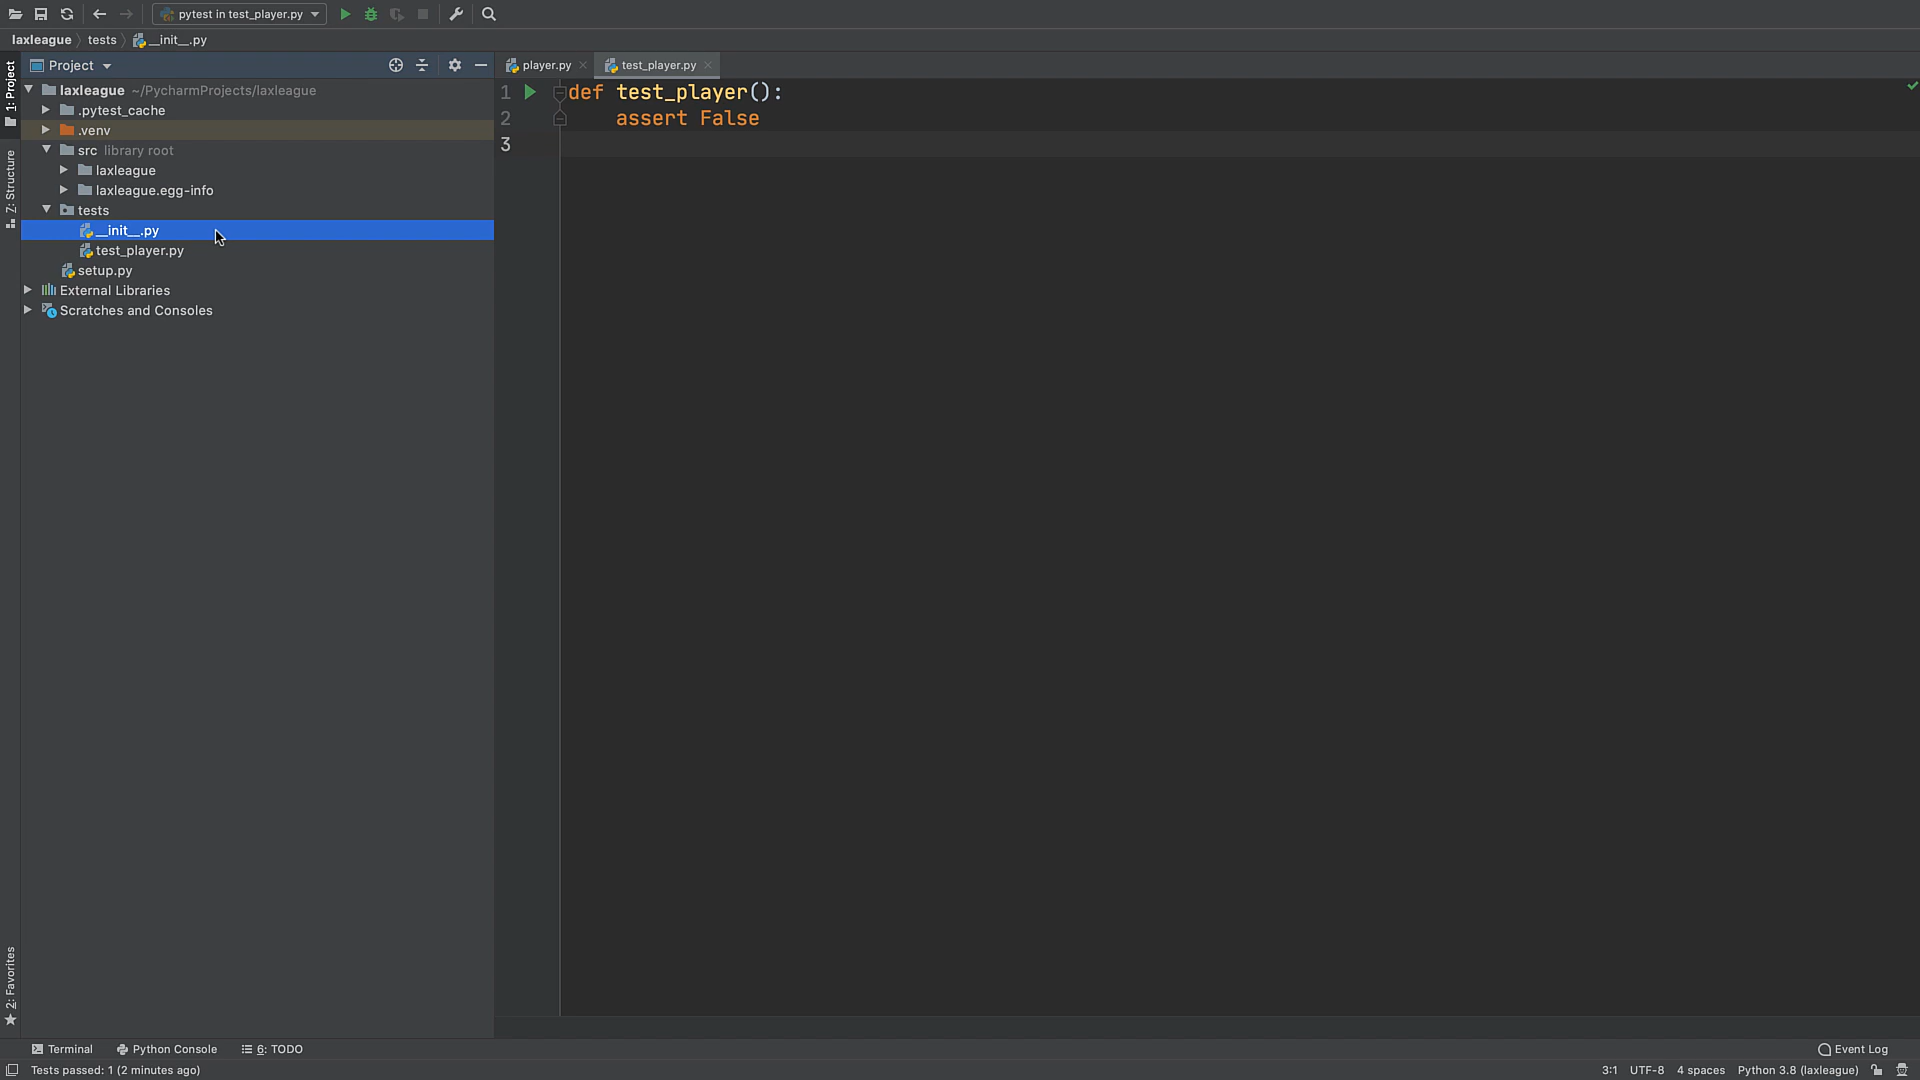 pytest in test_player.py
laxleague tests __init__.py
1: Project
Z: Structure
2: Favorites
Project
laxleague ~/PycharmProjects/laxleague
.pytest_cache
.venv
src library root
laxleague
laxleague.egg-info
tests
__init__.py
test_player.py
setup.py
External Libraries
Scratches and Consoles
player.py test_player.py
1 def test_player():
2 assert False
3
Terminal Python Console 6: TODO Event Log
Tests passed: 1 (2 minutes ago) 3:1 UTF-8 4 spaces Python 3.8 (laxleague)